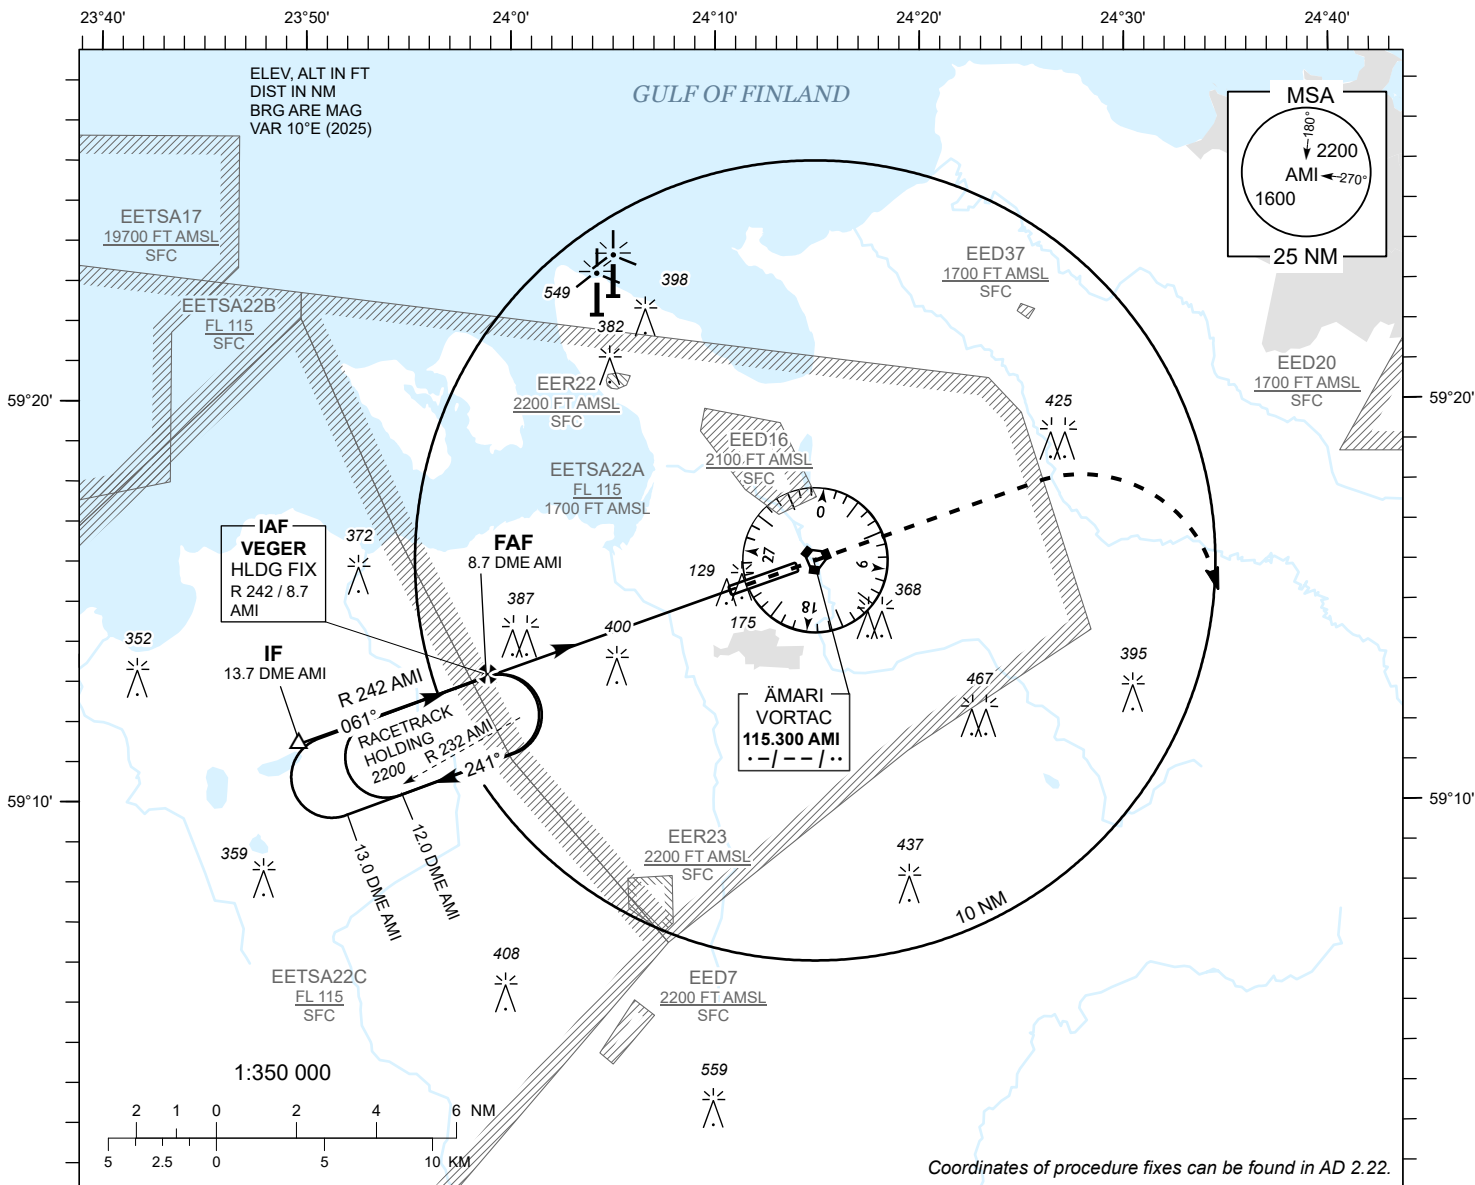 23°40'
23°50'
24°0'
24°10'
24°20'
24°30'
24°40'
ELEV, ALT IN FT
DIST IN NM
BRG ARE MAG
VAR 10°E (2025)
GULF OF FINLAND
MSA
180°
2200
AMI
270°
1600
25 NM
EETSA17
19700 FT AMSL
SFC
EED37
1700 FT AMSL
SFC
549
398
382
EETSA22B
FL 115
SFC
EER22
2200 FT AMSL
SFC
EED20
1700 FT AMSL
SFC
59°20'
59°20'
425
EED16
2100 FT AMSL
SFC
EETSA22A
FL 115
1700 FT AMSL
IAF
VEGER
HLDG FIX
R 242 / 8.7
AMI
372
FAF
8.7 DME AMI
0
27
9
18
129
175
368
387
400
352
IF
13.7 DME AMI
395
467
R 242 AMI
061°
RACETRACK
HOLDING
2200
R 232 AMI
241°
ÄMARI
VORTAC
115.300 AMI
59°10'
59°10'
12.0 DME AMI
13.0 DME AMI
359
EER23
2200 FT AMSL
SFC
437
10 NM
408
EETSA22C
FL 115
SFC
EED7
2200 FT AMSL
SFC
559
1:350 000
2 1 0 2 4 6 NM
5 2.5 0 5 10 KM
Coordinates of procedure fixes can be found in AD 2.22.